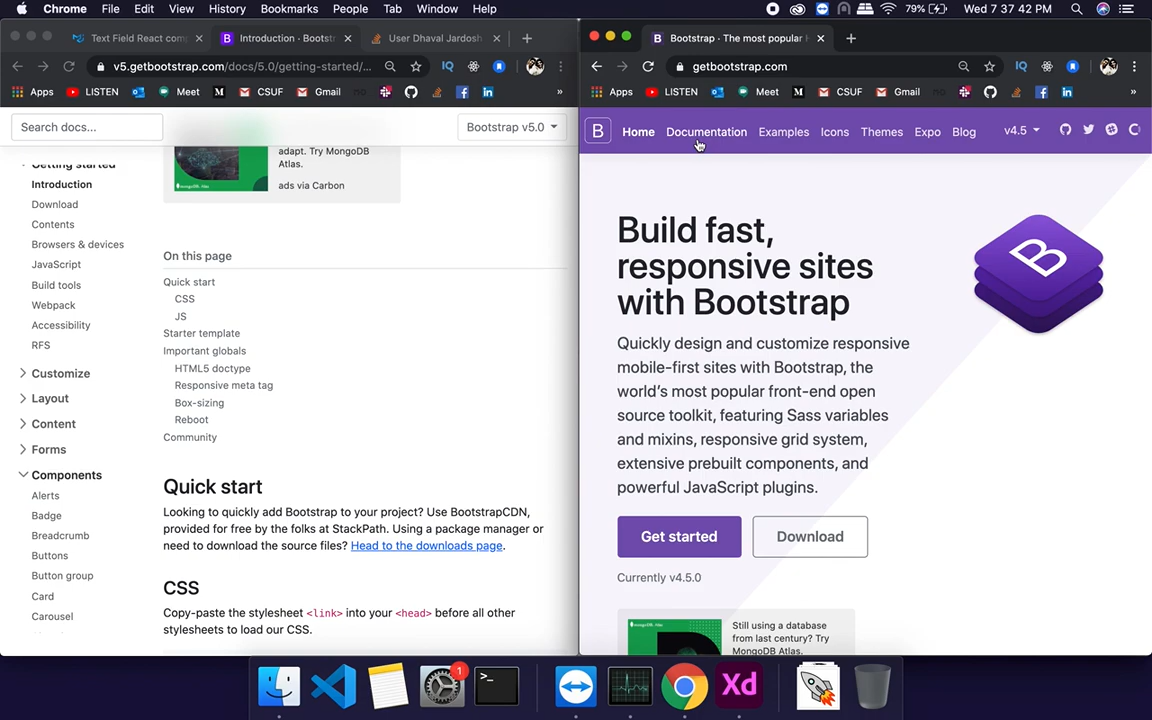 Chrome File Edit View History Bookmarks People Tab Window Help
79% Wed 7 37 42 PM
Text Field React com
Introduction · Bootst
User Dhaval Jardosh
v5.getbootstrap.com/docs/5.0/getting-started/...
IQ
Apps LISTEN Meet M CSUF Gmail no »
Search docs...
Bootstrap v5.0
adapt. Try MongoDB
Atlas.
ads via Carbon
Getting started
Introduction
Download
Contents
Browsers & devices
JavaScript
Build tools
Webpack
Accessibility
RFS
Customize
Layout
Content
Forms
Components
Alerts
Badge
Breadcrumb
Buttons
Button group
Card
Carousel
On this page
Quick start
CSS
JS
Starter template
Important globals
HTML5 doctype
Responsive meta tag
Box-sizing
Reboot
Community
Quick start
Looking to quickly add Bootstrap to your project? Use BootstrapCDN,
provided for free by the folks at StackPath. Using a package manager or
need to download the source files? Head to the downloads page.
CSS
Copy-paste the stylesheet <link> into your <head> before all other
stylesheets to load our CSS.
B Bootstrap · The most popular H
getbootstrap.com
IQ
Apps LISTEN Meet M CSUF Gmail no »
B Home Documentation Examples Icons Themes Expo Blog v4.5
Build fast,
responsive sites
with Bootstrap
B
Quickly design and customize responsive
mobile-first sites with Bootstrap, the
world's most popular front-end open
source toolkit, featuring Sass variables
and mixins, responsive grid system,
extensive prebuilt components, and
powerful JavaScript plugins.
Get started Download
Currently v4.5.0
Still using a database
from last century? Try
MongoDB Atlas.
1
>_
Xd